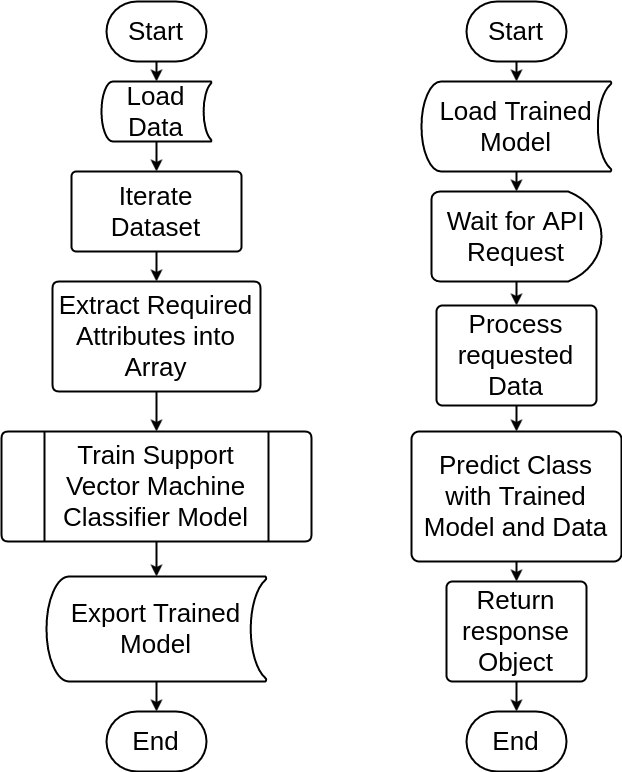 Start
Load
Data
Iterate
Dataset
Extract Required
Attributes into
Array
Train Support
Vector Machine
Classifier Model
Export Trained
Model
End
Start
Load Trained
Model
Wait for API
Request
Process
requested
Data
Predict Class
with Trained
Model and Data
Return
response
Object
End